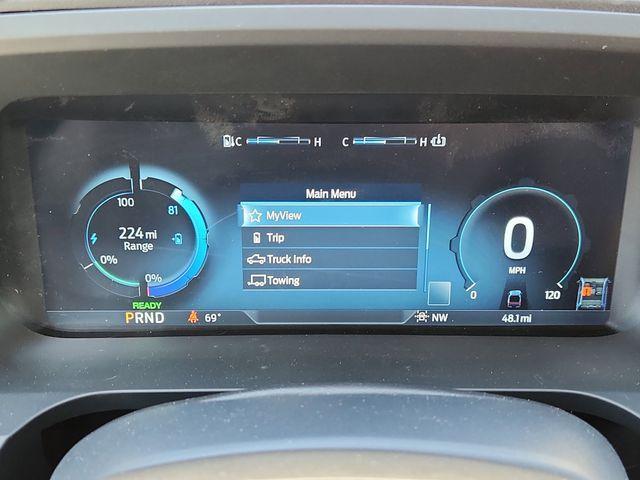 C H C H
Main Menu
MyView
Trip
Truck Info
Towing
100 81
224 mi
Range
0% 0%
READY
0
MPH
0 120
PRND 69° NW 48.1 mi